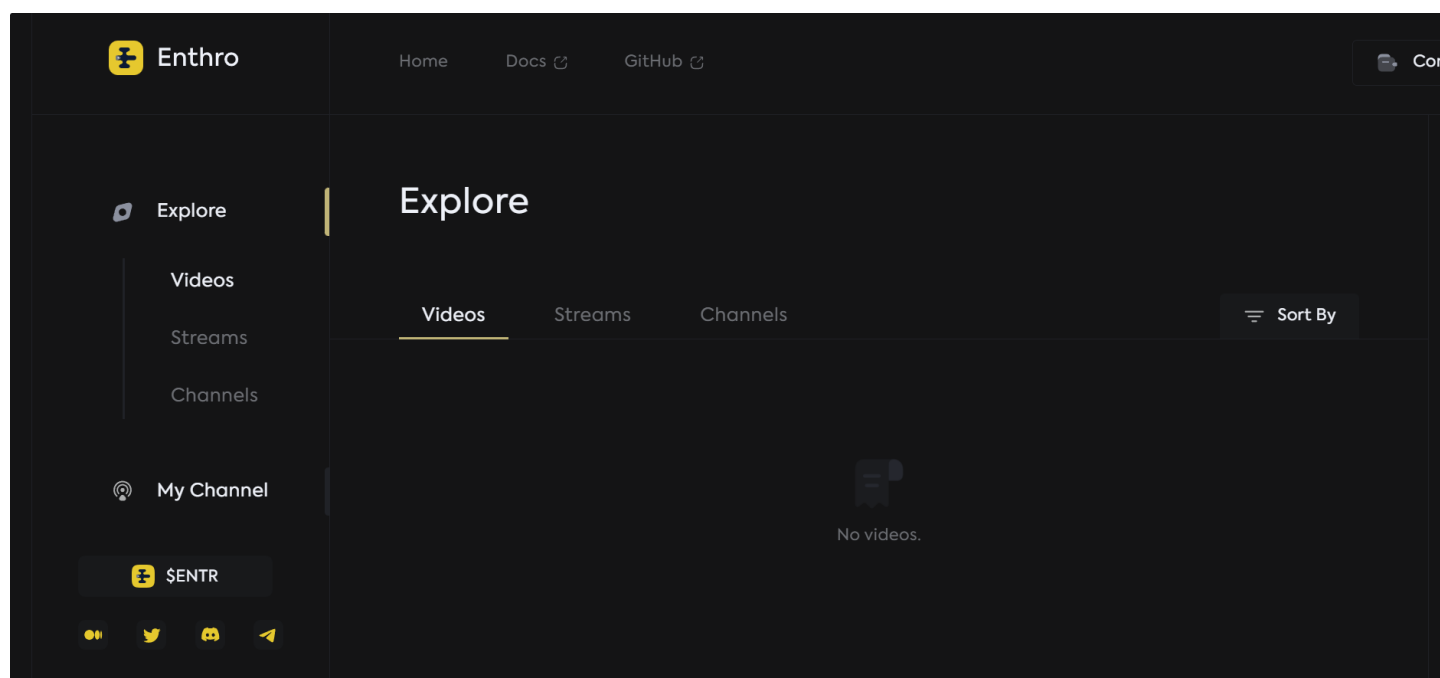 Enthro
Home
Docs
GitHub
Explore
Videos
Streams
Channels
My Channel
$ENTR
Explore
Videos
Streams
Channels
Sort By
No videos.